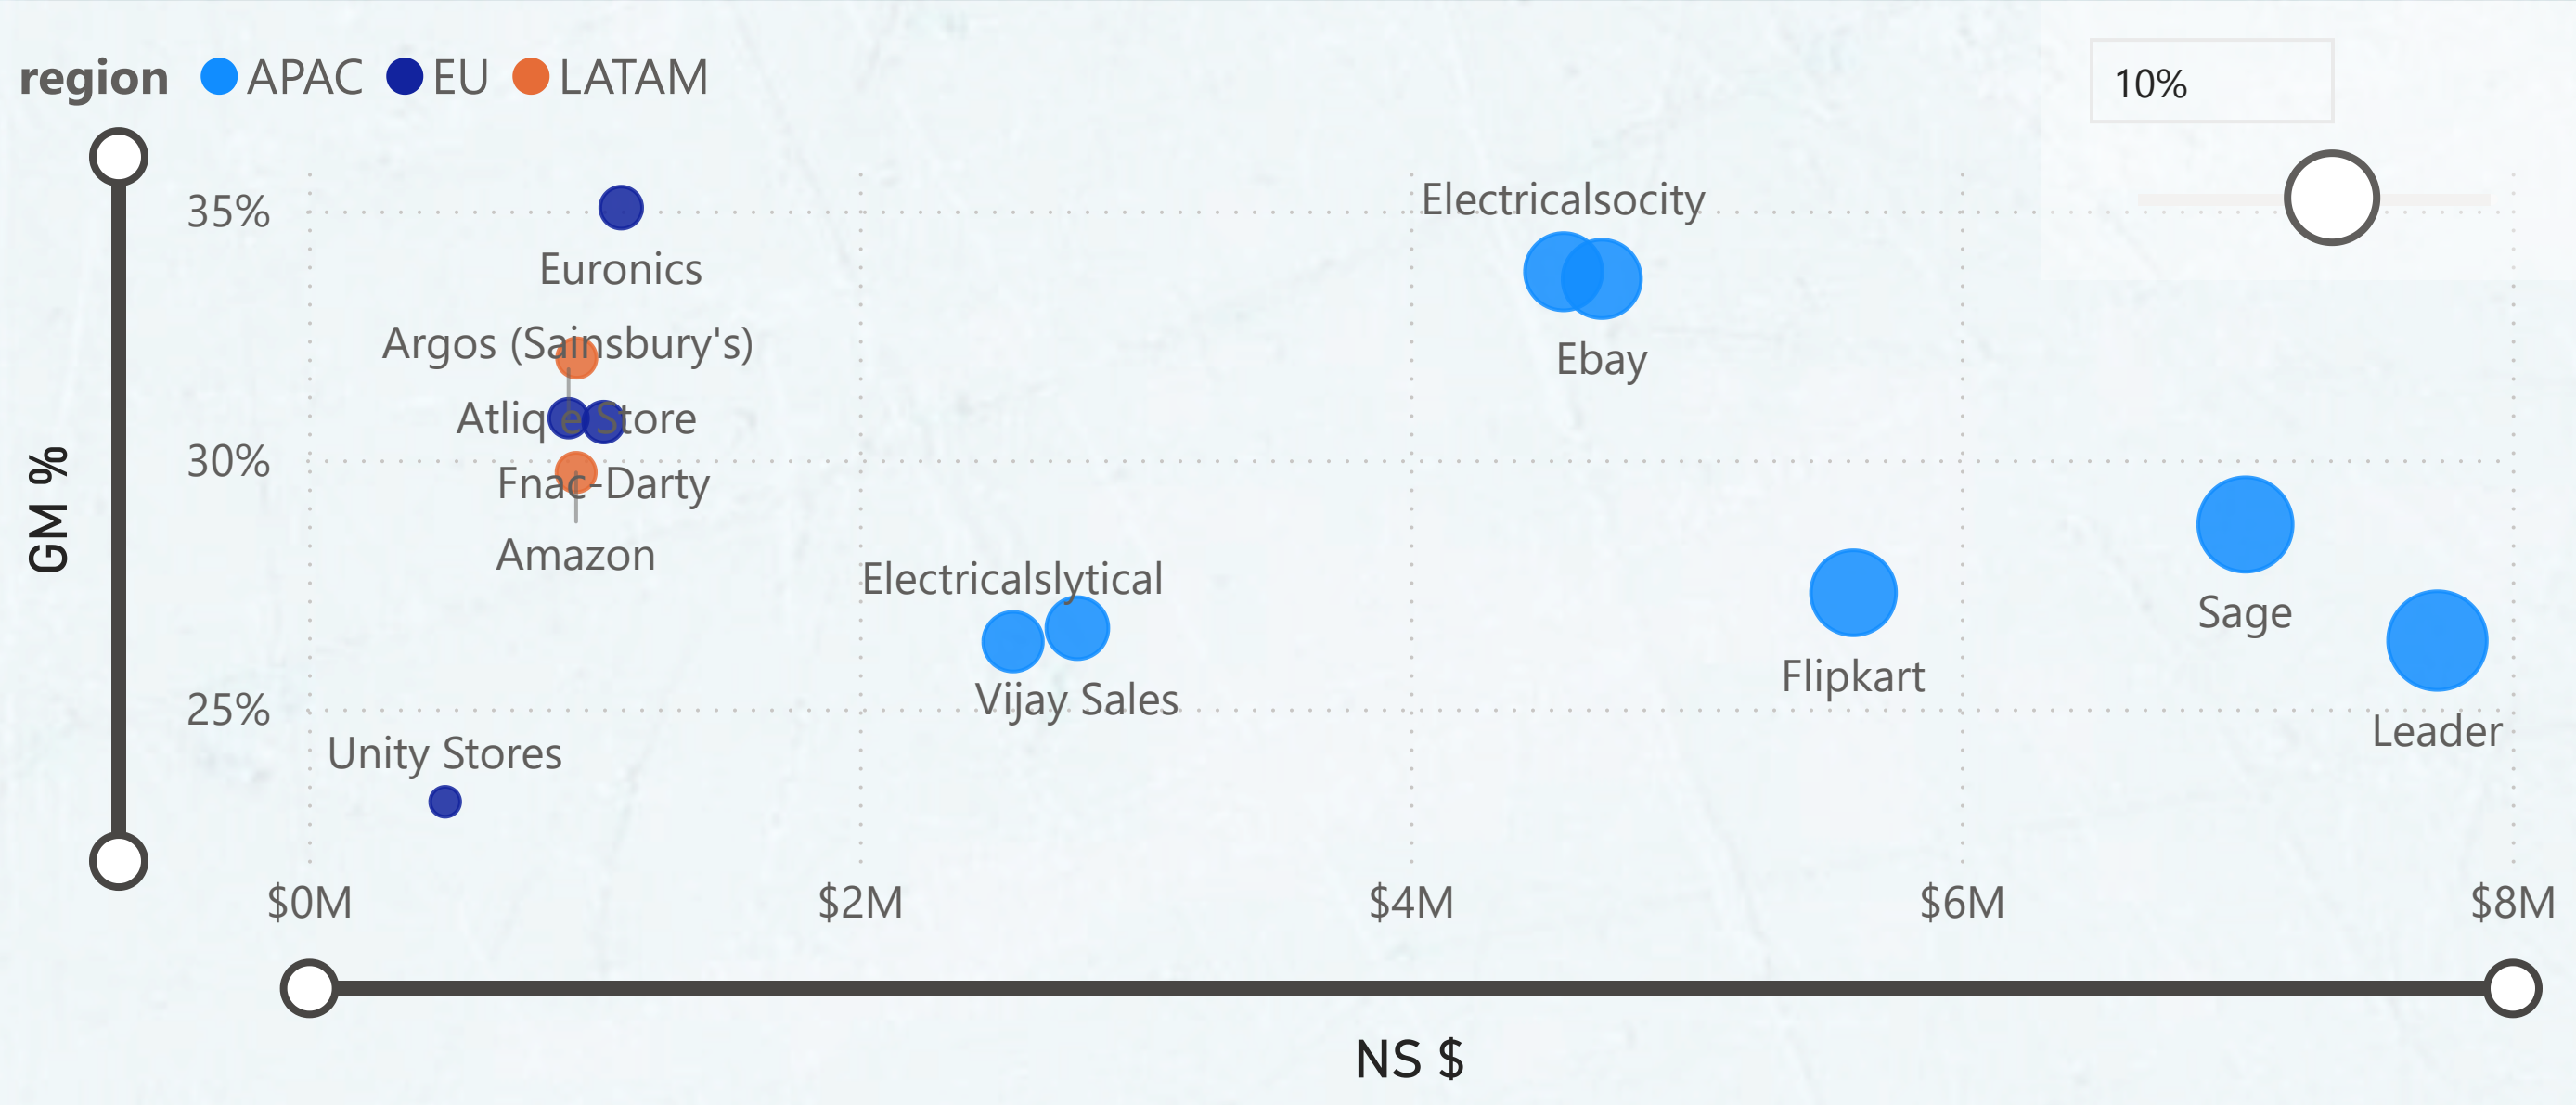 region APAC EU LATAM
10%
35%
30%
25%
GM %
Electricalsocity
Euronics
Argos (Sainsbury's)
Ebay
Atliq e Store
Fnac-Darty
Amazon
Electricalslytical
Sage
Flipkart
Vijay Sales
Leader
Unity Stores
$0M $2M $4M $6M $8M
NS $